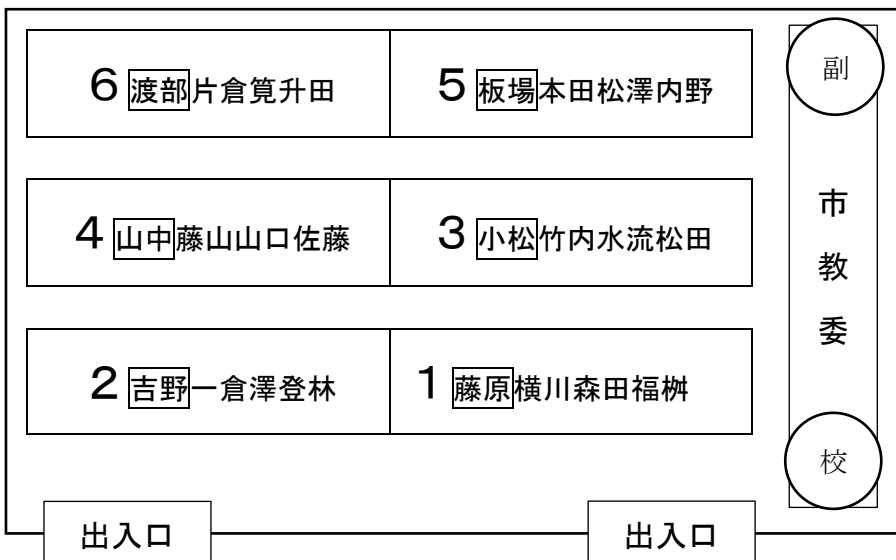 ６ 渡部片倉筧升田
５ 板場本田松澤内野
副
４ 山中藤山山口佐藤
３ 小松竹内水流松田
市教委
２ 吉野一倉澤登林
１ 藤原横川森田福桝
校
出入口
出入口